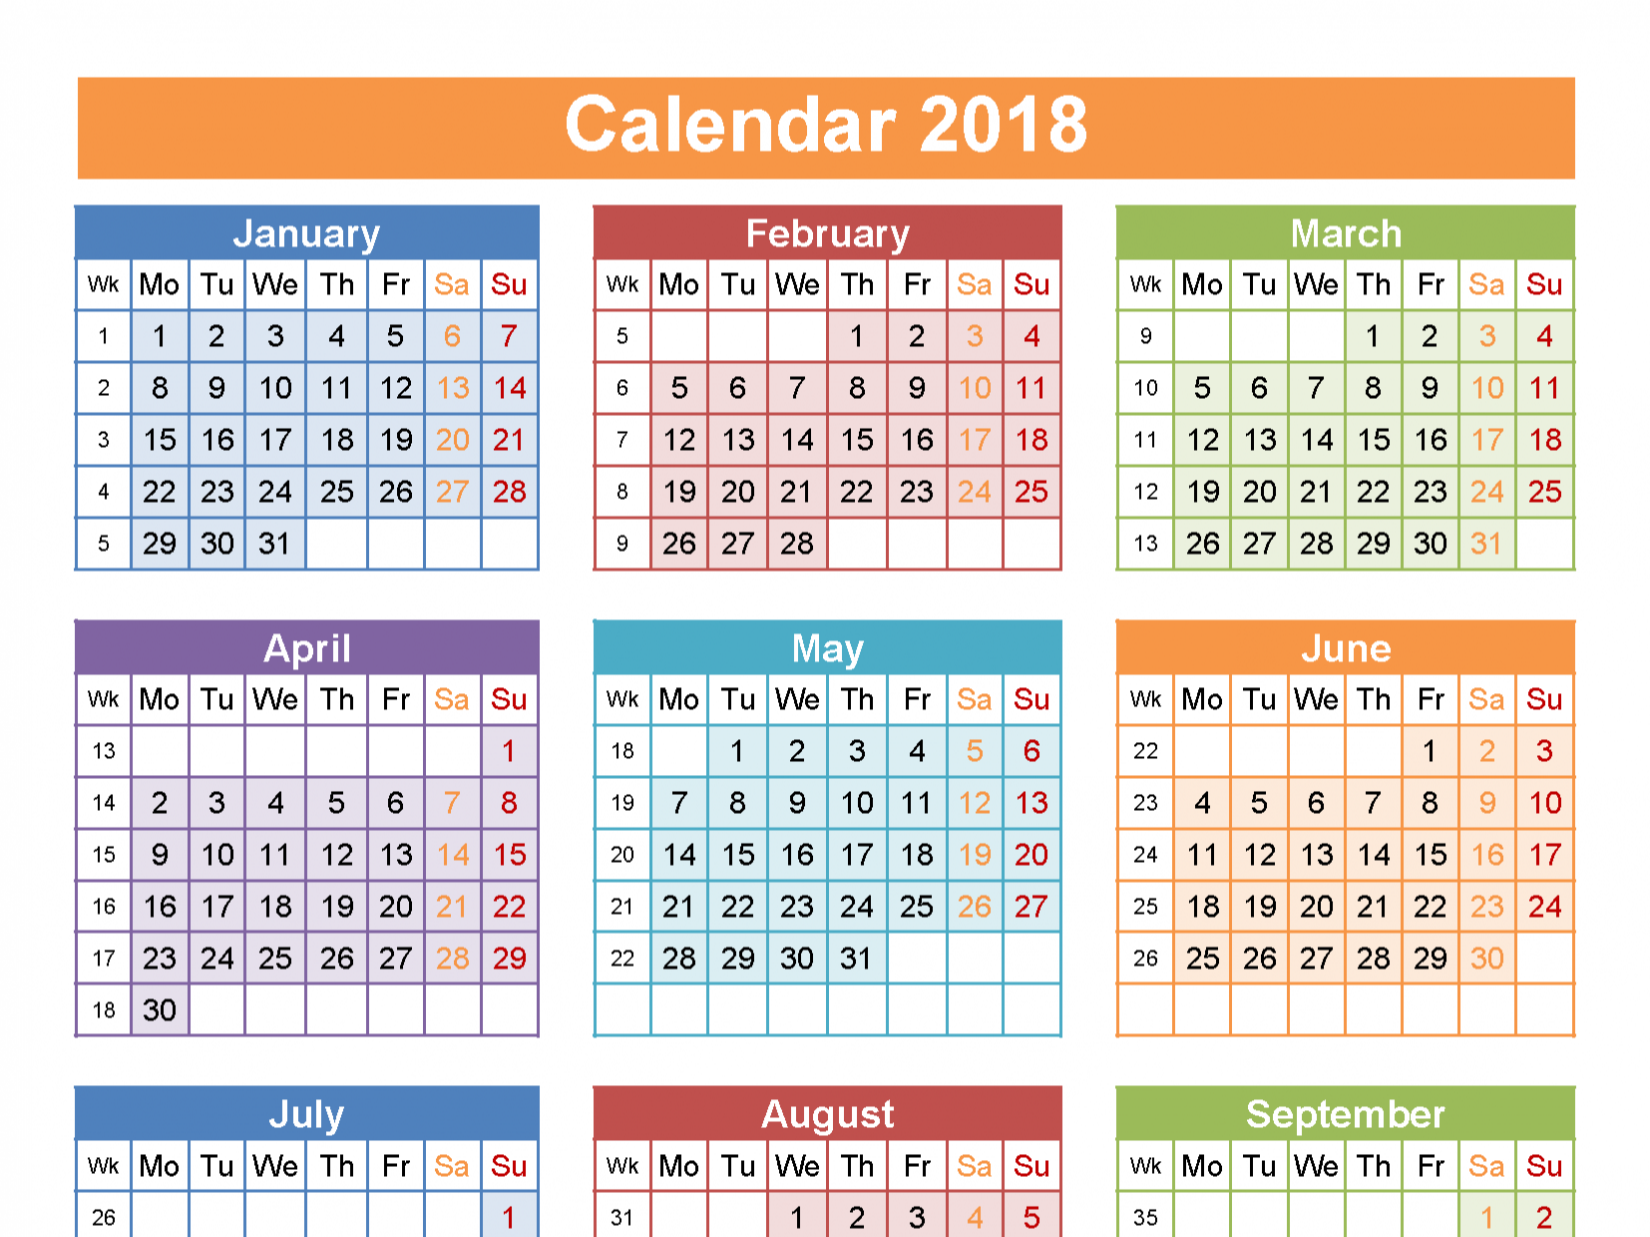 Calendar 2018
January
Wk Mo Tu We Th Fr Sa Su
1 1 2 3 4 5 6 7
2 8 9 10 11 12 13 14
3 15 16 17 18 19 20 21
4 22 23 24 25 26 27 28
5 29 30 31
February
Wk Mo Tu We Th Fr Sa Su
5 1 2 3 4
6 5 6 7 8 9 10 11
7 12 13 14 15 16 17 18
8 19 20 21 22 23 24 25
9 26 27 28
March
Wk Mo Tu We Th Fr Sa Su
9 1 2 3 4
10 5 6 7 8 9 10 11
11 12 13 14 15 16 17 18
12 19 20 21 22 23 24 25
13 26 27 28 29 30 31
April
Wk Mo Tu We Th Fr Sa Su
13 1
14 2 3 4 5 6 7 8
15 9 10 11 12 13 14 15
16 16 17 18 19 20 21 22
17 23 24 25 26 27 28 29
18 30
May
Wk Mo Tu We Th Fr Sa Su
18 1 2 3 4 5 6
19 7 8 9 10 11 12 13
20 14 15 16 17 18 19 20
21 21 22 23 24 25 26 27
22 28 29 30 31
June
Wk Mo Tu We Th Fr Sa Su
22 1 2 3
23 4 5 6 7 8 9 10
24 11 12 13 14 15 16 17
25 18 19 20 21 22 23 24
26 25 26 27 28 29 30
July
Wk Mo Tu We Th Fr Sa Su
26 1
August
Wk Mo Tu We Th Fr Sa Su
31 1 2 3 4 5
September
Wk Mo Tu We Th Fr Sa Su
35 1 2